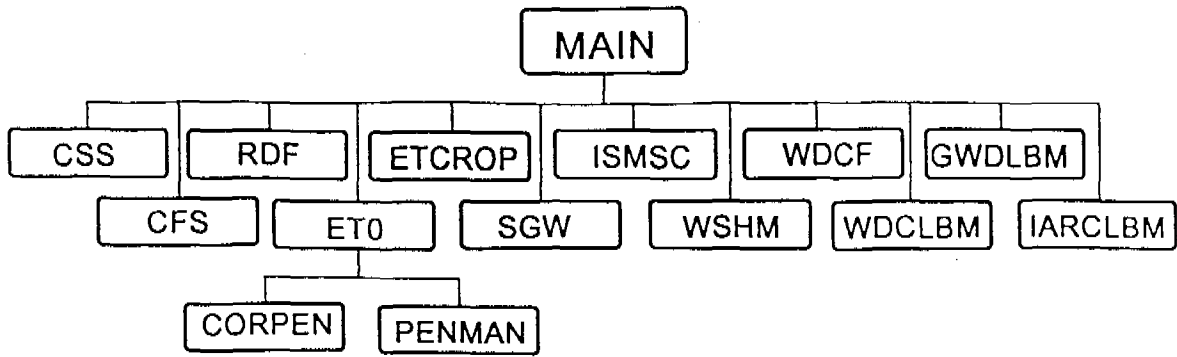 MAIN
CSS
RDF
ETCROP
ISMSC
WDCF
GWDLBM
CFS
ET0
SGW
WSHM
WDCLBM
IARCLBM
CORPEN
PENMAN